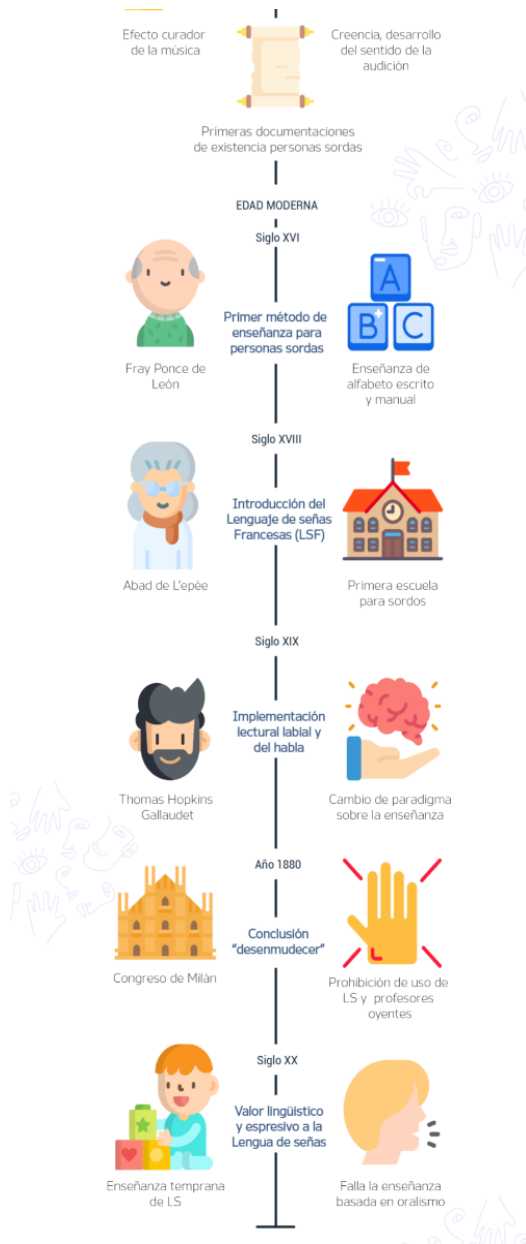 Efecto curador
de la música
Creencia, desarrollo
del sentido de la
audición
Primeras documentaciones
de existencia personas sordas
EDAD MODERNA
Siglo XVI
Primer método de
enseñanza para
personas sordas
A
B
C
Fray Ponce de
León
Enseñanza de
alfabeto escrito
y manual
Siglo XVIII
Introducción del
Lenguaje de señas
Francesas (LSF)
Abad de L'epèe
Primera escuela
para sordos
Siglo XIX
Implementación
lectural labial y
del habla
Thomas Hopkins
Gallaudet
Cambio de paradigma
sobre la enseñanza
Año 1880
Conclusión
"desenmudecer"
Congreso de Milán
Prohibición de uso de
LS y profesores
oyentes
Siglo XX
Valor lingüistico
y espresivo a la
Lengua de señas
Enseñanza temprana
de LS
Falla la enseñanza
basada en oralismo